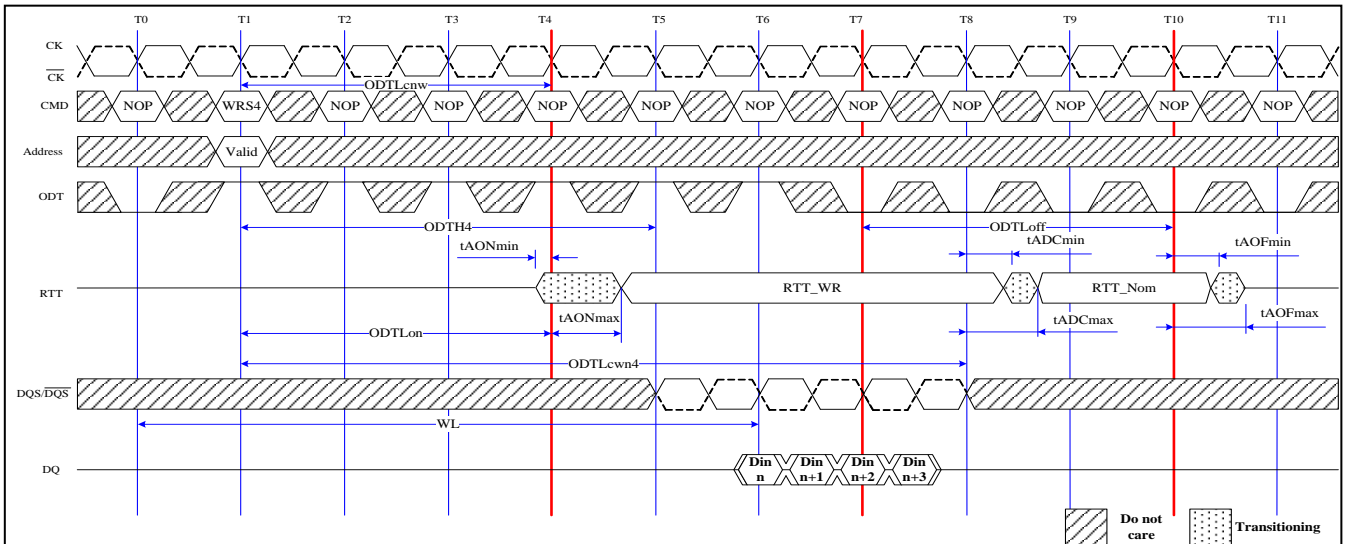 T0 T1 T2 T3 T4 T5 T6 T7 T8 T9 T10 T11
CK
CK
ODTLcnw
CMD NOP WRS4 NOP NOP NOP NOP NOP NOP NOP NOP NOP NOP
Address Valid
ODT
ODTH4 ODTLoff
tAONmin tADCmin tAOFmin
RTT RTT_WR RTT_Nom
tAONmax tADCmax tAOFmax
ODTLon
ODTLcwn4
DQS/DQS
WL
DQ
Din n Din n+1 Din n+2 Din n+3
Do not care
Transitioning